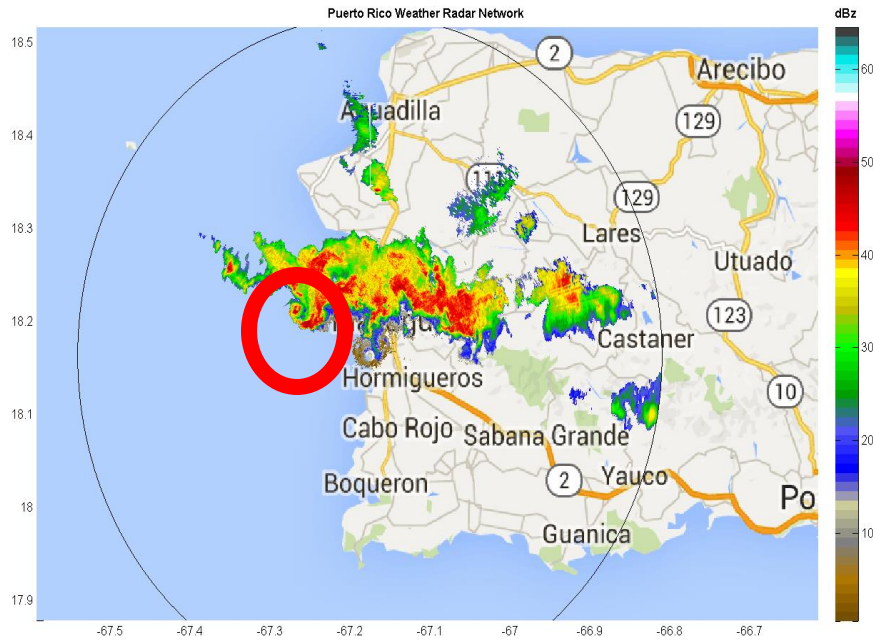 Puerto Rico Weather Radar Network
dBz
18.5
2
60
Arecibo
Aguadilla
129
18.4
50
111
129
18.3
Lares
40
Utuado
18.2
123
30
Castaner
Hormigueros
10
18.1
Cabo Rojo
Sabana Grande
20
Boqueron
2
Yauco
18
Po
Guanica
10
17.9
-67.5
-67.4
-67.3
-67.2
-67.1
-67
-66.9
-66.8
-66.7